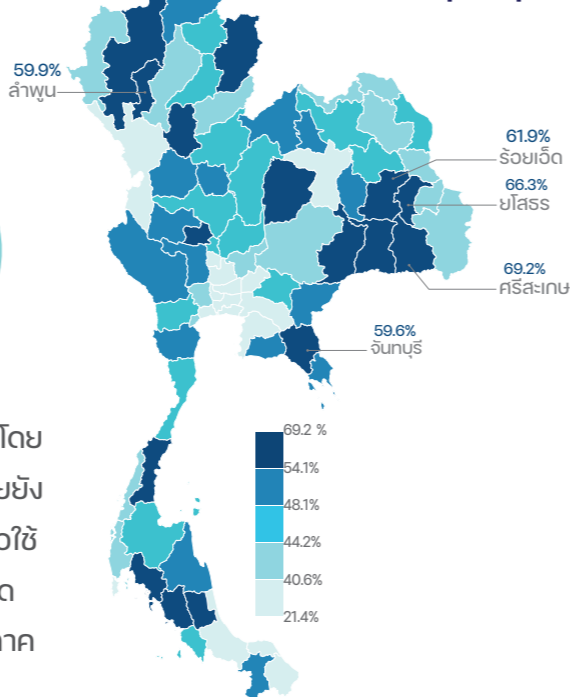 59.9%
ลำพูน
61.9%
ร้อยเอ็ด
66.3%
ยโสธร
69.2%
ศรีสะเกษ
59.6%
จันทบุรี
69.2 %
54.1%
48.1%
44.2%
40.6%
21.4%
โดย
ยยัง
ใช้
าค